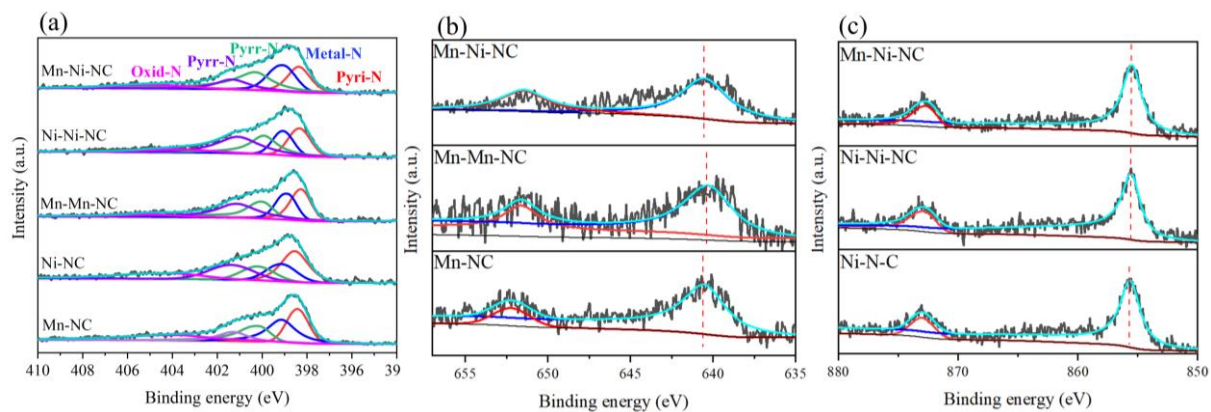 (a)
Pyrr-N
Pyrr-N
Metal-N
Mn-Ni-NC
Oxid-N
Pyri-N
Ni-Ni-NC
Mn-Mn-NC
Ni-NC
Mn-NC
Intensity (a.u.)
410 408 406 404 402 400 398 396 39
Binding energy (eV)
(b)
Mn-Ni-NC
Mn-Mn-NC
Mn-NC
Intensity (a.u.)
655 650 645 640 635
Binding energy (eV)
(c)
Mn-Ni-NC
Ni-Ni-NC
Ni-N-C
Intensity (a.u.)
880 870 860 850
Binding energy (eV)